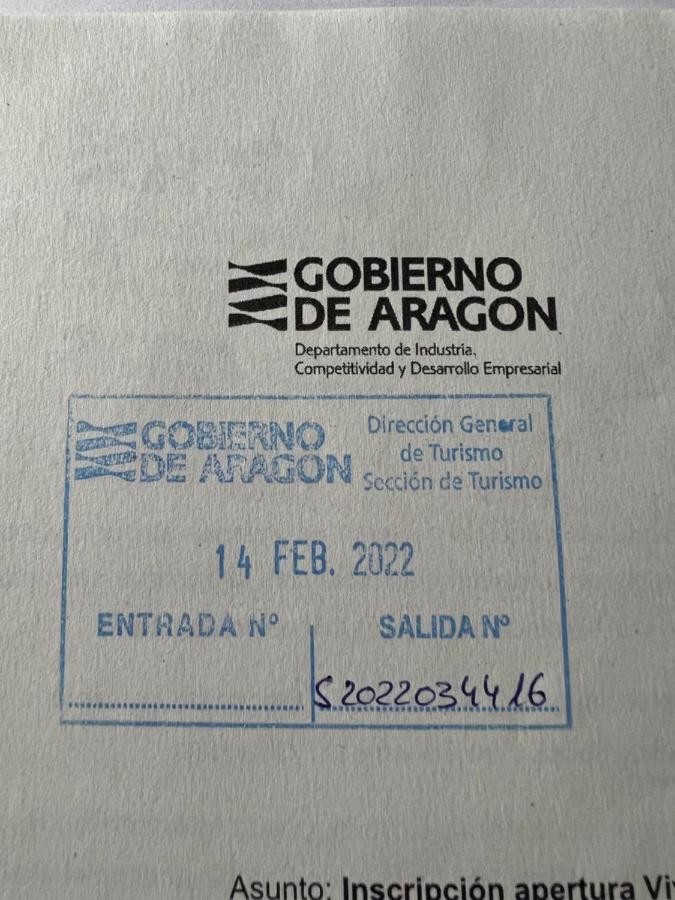 GOBIERNO
DE ARAGON
Departamento de Industria,
Competitividad y Desarrollo Empresarial
GOBIERNO
DE ARAGON
Dirección General
de Turismo
Sección de Turismo
14 FEB. 2022
ENTRADA Nº
SALIDA Nº
S2022034416
Asunto: Inscripción apertura